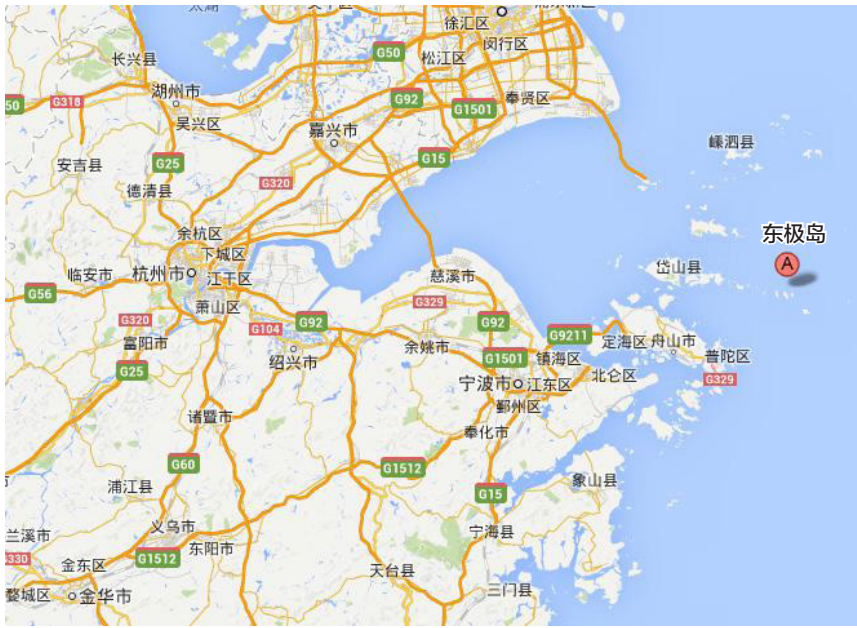 徐汇区
G50
松江区
闵行区
长兴县
湖州市
G318
50
吴兴区
G92
G1501
奉贤区
嘉兴市
G15
嵊泗县
安吉县
G25
G320
德清县
余杭区
下城区
东极岛
A
临安市
杭州市
江干区
慈溪市
岱山县
G56
萧山区
G329
G320
G104
G92
G92
G9211
富阳市
绍兴市
余姚市
G1501
镇海区
定海区
舟山市
普陀区
G25
宁波市
江东区
北仑区
G329
鄞州区
诸暨市
奉化市
G60
G1512
浦江县
G15
象山县
义乌市
兰溪市
东阳市
宁海县
G330
金东区
G1512
天台县
婺城区
金华市
三门县